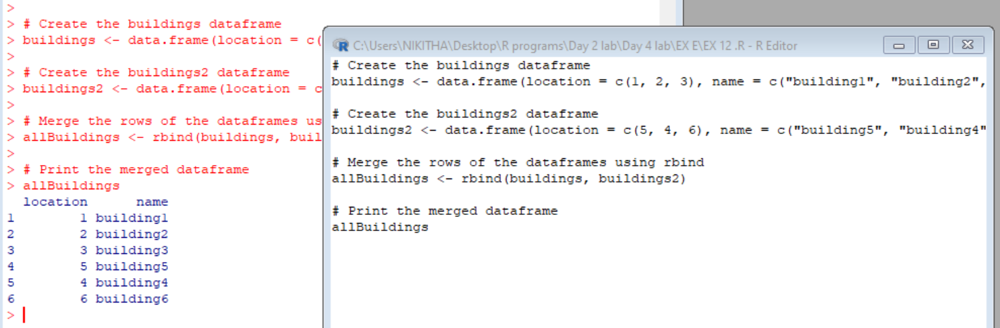 >
> # Create the buildings dataframe
> buildings <- data.frame(location = c(
>
> # Create the buildings2 dataframe
> buildings2 <- data.frame(location = c
>
> # Merge the rows of the dataframes us
> allBuildings <- rbind(buildings, buil
>
> # Print the merged dataframe
> allBuildings
location name
1 1 building1
2 2 building2
3 3 building3
4 5 building5
5 4 building4
6 6 building6
>
R C:\Users\NIKITHA\Desktop\R programs\Day 2 lab\Day 4 lab\EX E\EX 12 .R - R Editor
# Create the buildings dataframe
buildings <- data.frame(location = c(1, 2, 3), name = c("building1", "building2",
# Create the buildings2 dataframe
buildings2 <- data.frame(location = c(5, 4, 6), name = c("building5", "building4"
# Merge the rows of the dataframes using rbind
allBuildings <- rbind(buildings, buildings2)
# Print the merged dataframe
allBuildings